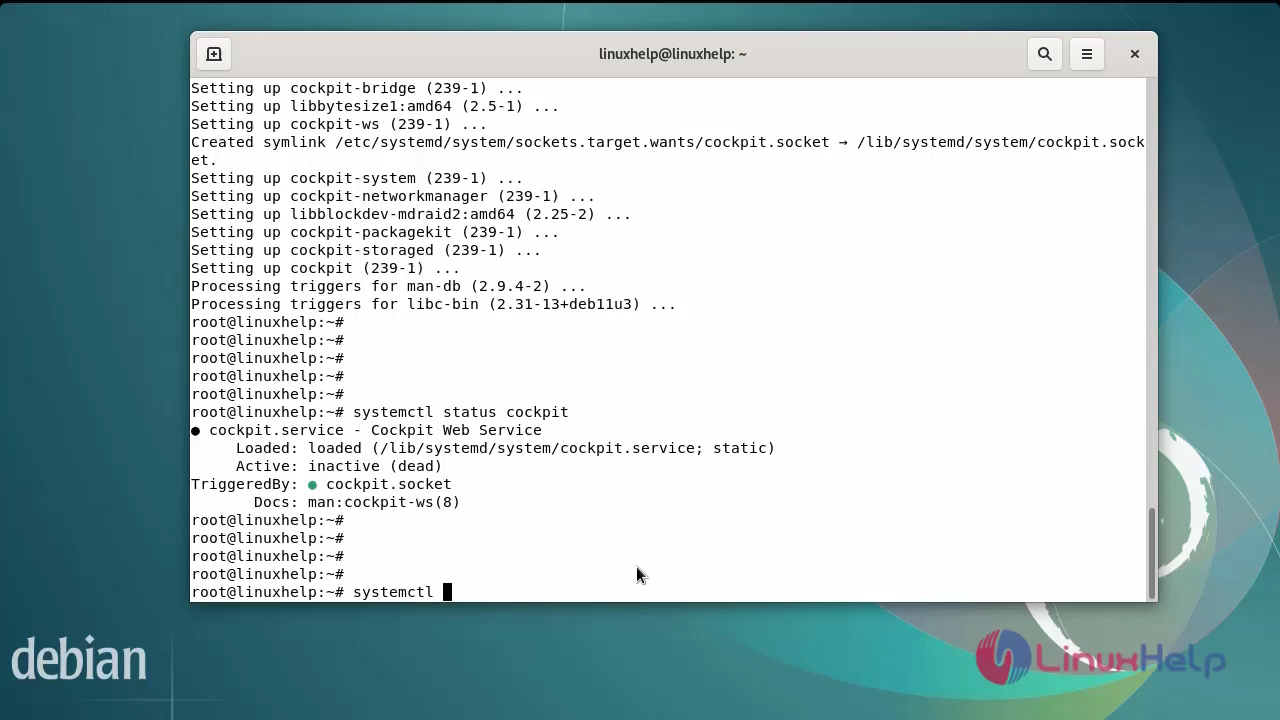 linuxhelp@linuxhelp: ~
Setting up cockpit-bridge (239-1) ...
Setting up libbytesize1:amd64 (2.5-1) ...
Setting up cockpit-ws (239-1) ...
Created symlink /etc/systemd/system/sockets.target.wants/cockpit.socket → /lib/systemd/system/cockpit.sock
et.
Setting up cockpit-system (239-1) ...
Setting up cockpit-networkmanager (239-1) ...
Setting up libblockdev-mdraid2:amd64 (2.25-2) ...
Setting up cockpit-packagekit (239-1) ...
Setting up cockpit-storaged (239-1) ...
Setting up cockpit (239-1) ...
Processing triggers for man-db (2.9.4-2) ...
Processing triggers for libc-bin (2.31-13+deb11u3) ...
root@linuxhelp:~#
root@linuxhelp:~#
root@linuxhelp:~#
root@linuxhelp:~#
root@linuxhelp:~#
root@linuxhelp:~# systemctl status cockpit
● cockpit.service - Cockpit Web Service
Loaded: loaded (/lib/systemd/system/cockpit.service; static)
Active: inactive (dead)
TriggeredBy: ● cockpit.socket
Docs: man:cockpit-ws(8)
root@linuxhelp:~#
root@linuxhelp:~#
root@linuxhelp:~#
root@linuxhelp:~#
root@linuxhelp:~# systemctl
debian
LinuxHelp